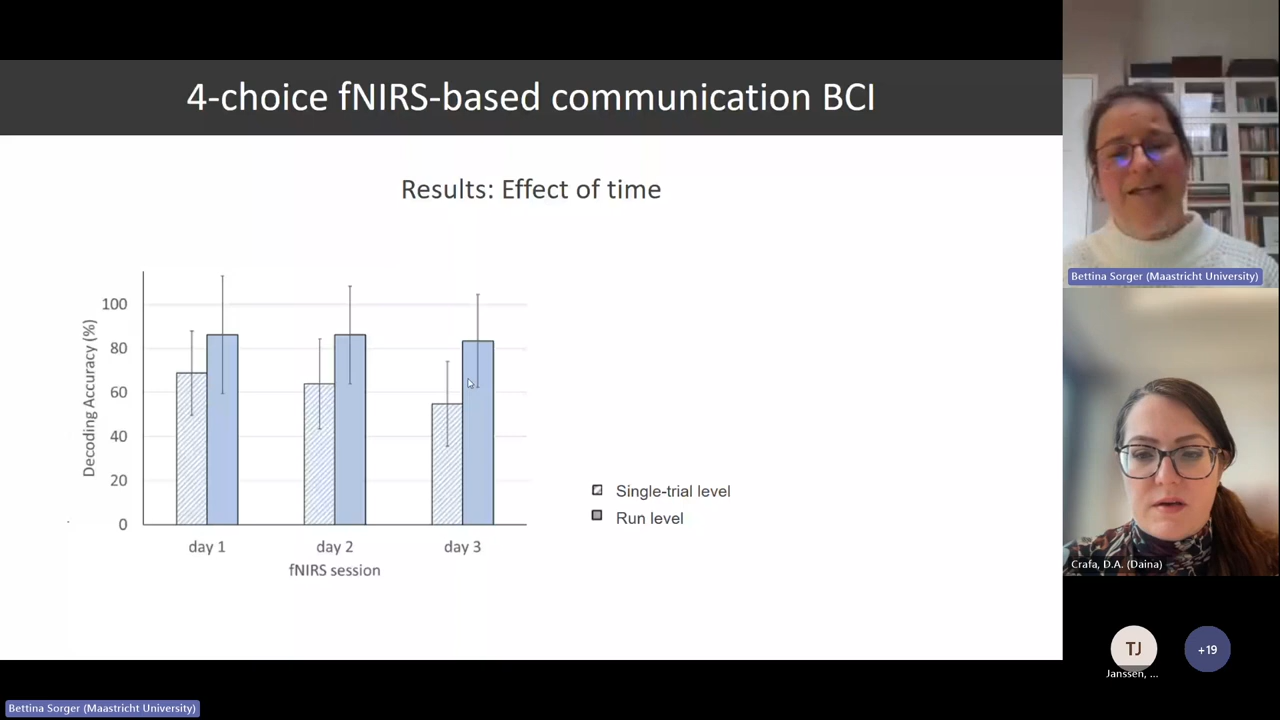 4-choice fNIRS-based communication BCI
Results: Effect of time
Decoding Accuracy (%)
100
80
60
40
20
0
day 1
day 2
day 3
fNIRS session
Single-trial level
Run level
Bettina Sorger (Maastricht University)
Crafa, D.A. (Daina)
TJ
+19
Janssen, ...
Bettina Sorger (Maastricht University)